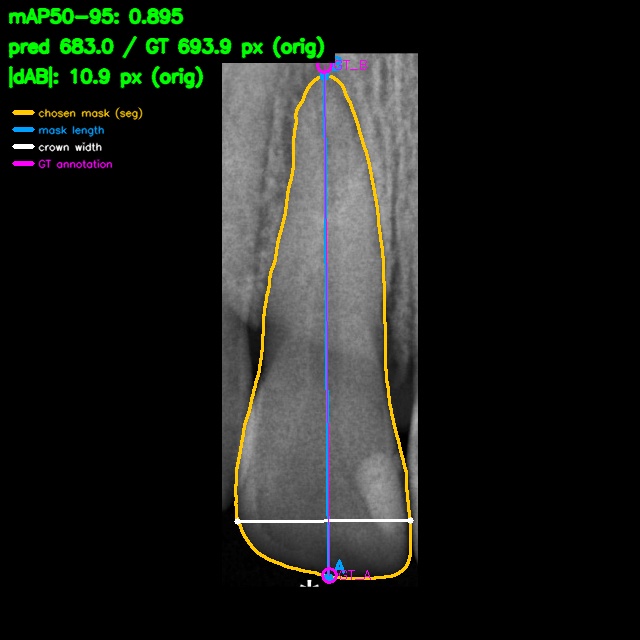 mAP50-95: 0.895
pred 683.0 / GT 693.9 px (orig)
|dAB|: 10.9 px (orig)
chosen mask (seg)
mask length
crown width
GT annotation
GT_B
A
GT_A